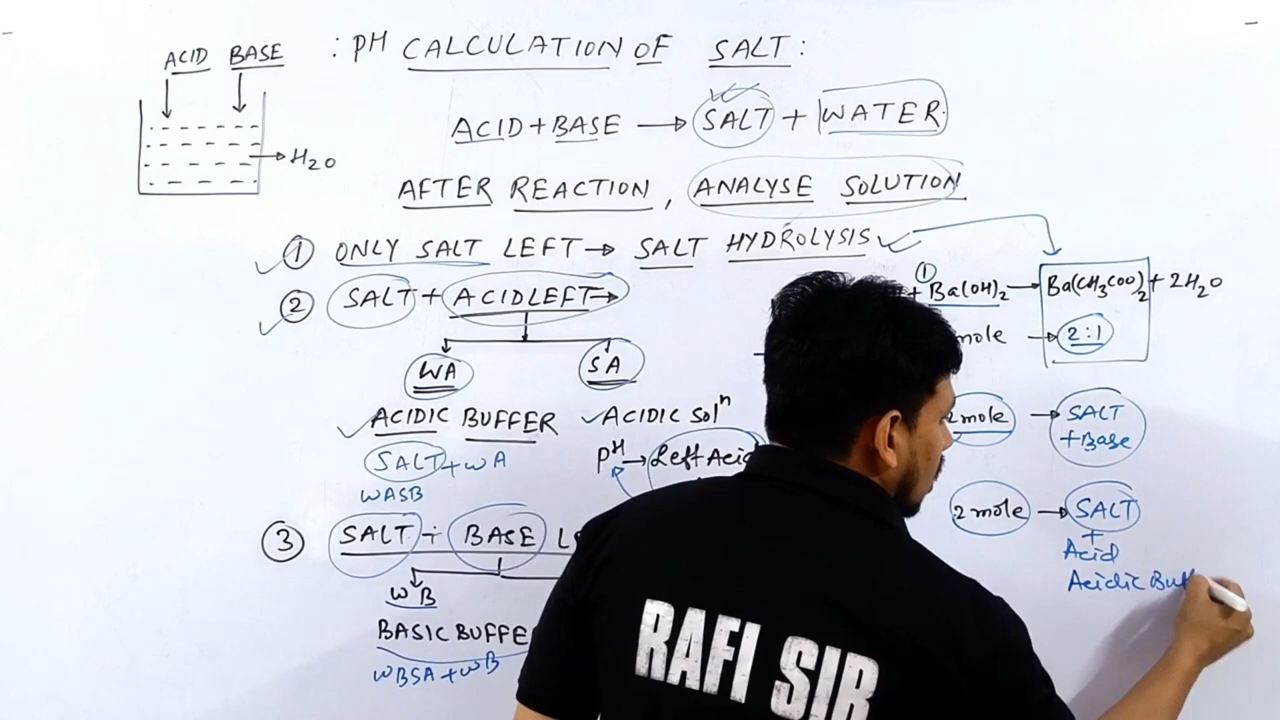 ACID BASE
: PH CALCULATION OF SALT :
ACID + BASE → SALT + WATER.
→ H2O
AFTER REACTION, ANALYSE SOLUTION
① ONLY SALT LEFT → SALT HYDROLYSIS
② SALT + ACID LEFT →
WA SA
ACIDIC BUFFER
SALT + WA
WASB
ACIDIC Solⁿ
PH → Left Acid
③ SALT + BASE
WB
BASIC BUFFE
WBSA + WB
①
+ Ba(OH)2 → Ba(CH3COO)2 + 2H2O
mole → 2:1
2 mole → SALT
+ Base
2 mole → SALT
+
Acid
Acidic Buf
RAFI SIR